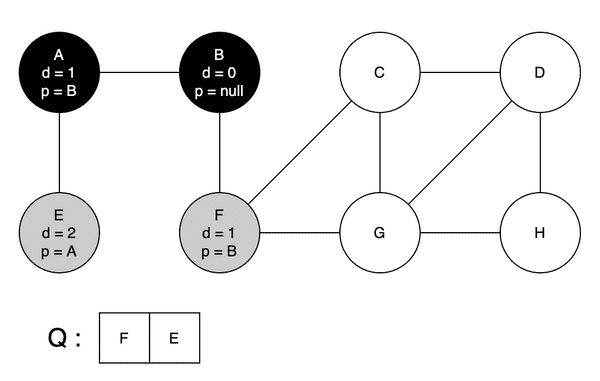 A
d = 1
p = B
B
d = 0
p = null
C
D
E
d = 2
p = A
F
d = 1
p = B
G
H
Q : F E